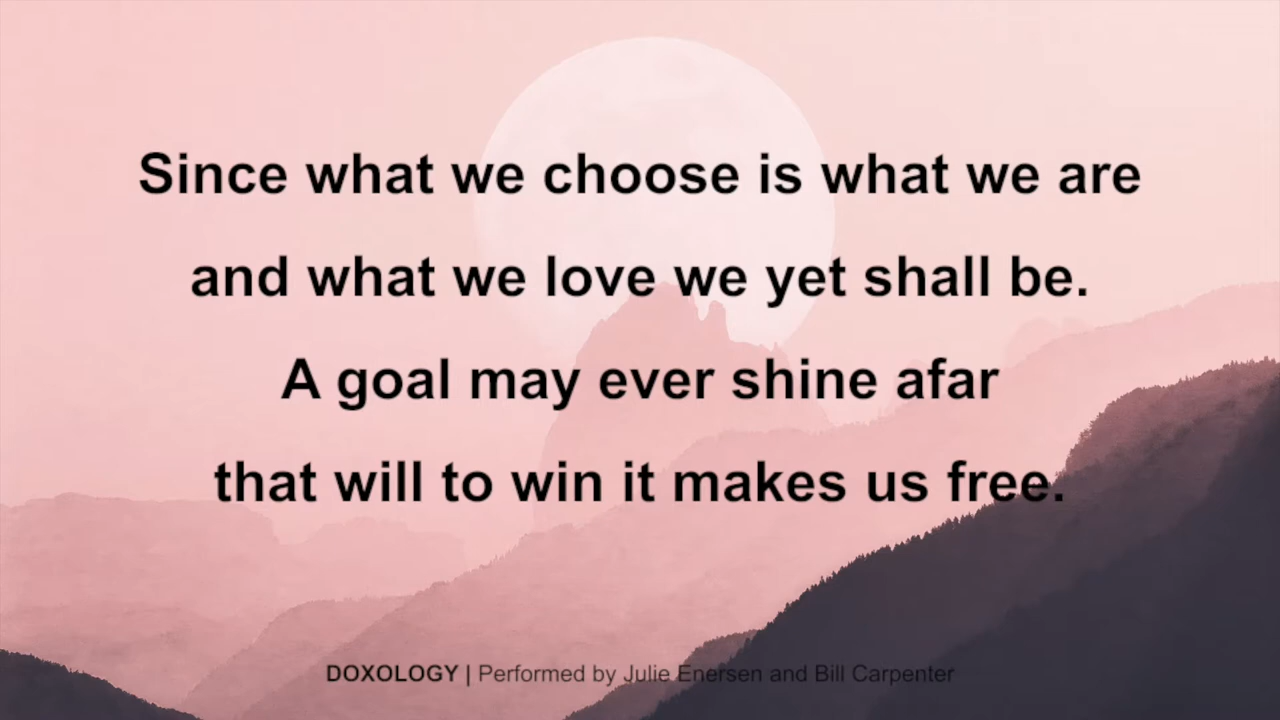 Since what we choose is what we are
and what we love we yet shall be.
A goal may ever shine afar
that will to win it makes us free.
DOXOLOGY | Performed by Julie Enersen and Bill Carpenter